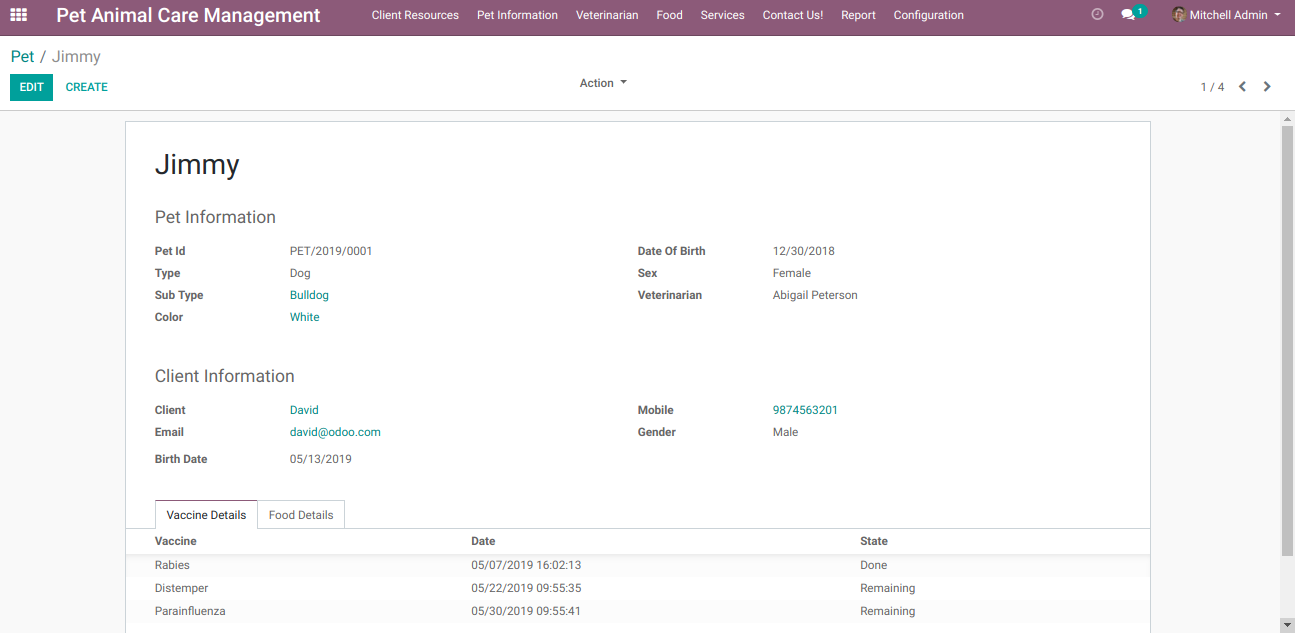 Pet Animal Care Management Client Resources Pet Information Veterinarian Food Services Contact Us! Report Configuration 1 Mitchell Admin
Pet / Jimmy
EDIT CREATE Action 1 / 4
Jimmy
Pet Information
Pet Id PET/2019/0001 Date Of Birth 12/30/2018
Type Dog Sex Female
Sub Type Bulldog Veterinarian Abigail Peterson
Color White
Client Information
Client David Mobile 9874563201
Email david@odoo.com Gender Male
Birth Date 05/13/2019
Vaccine Details Food Details
Vaccine Date State
Rabies 05/07/2019 16:02:13 Done
Distemper 05/22/2019 09:55:35 Remaining
Parainfluenza 05/30/2019 09:55:41 Remaining